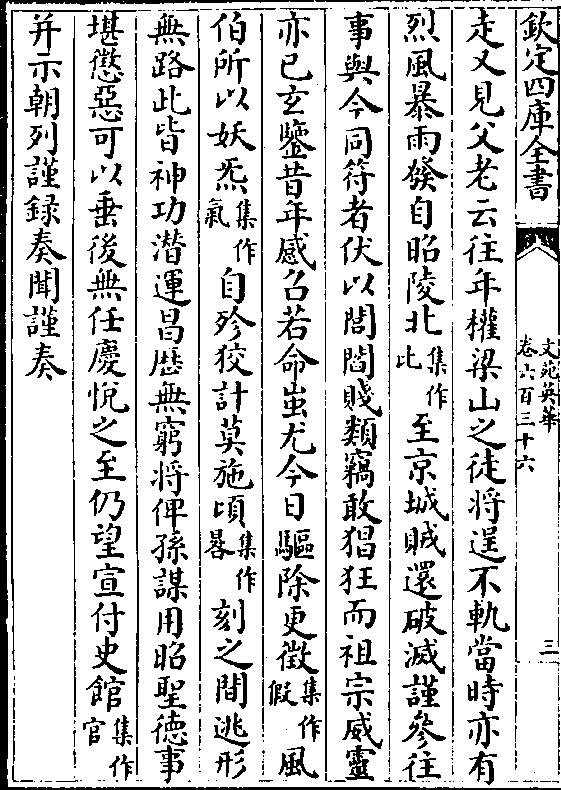 欽定四庫全書
文苑英華
卷六百三十六
三
走又見父老云往年權梁山之徒將逞不軌當時亦有
烈風暴雨發自昭陵北集作比至京城賊還破滅謹參往
事與今同符者伏以閭閻賤類竊敢猖狂而祖宗威靈
亦已玄鑒昔年感召若命蚩尤今日驅除更徵集作假風
伯所以妖炁集作氣自殄狡計莫施頃集作晷刻之間逃形
無路此皆神功潛運昌歴無窮將俾孫謀用昭聖徳事
堪懲惡可以垂後無任慶悅之至仍望宣付史館集作官
并示朝列謹録奏聞謹奏